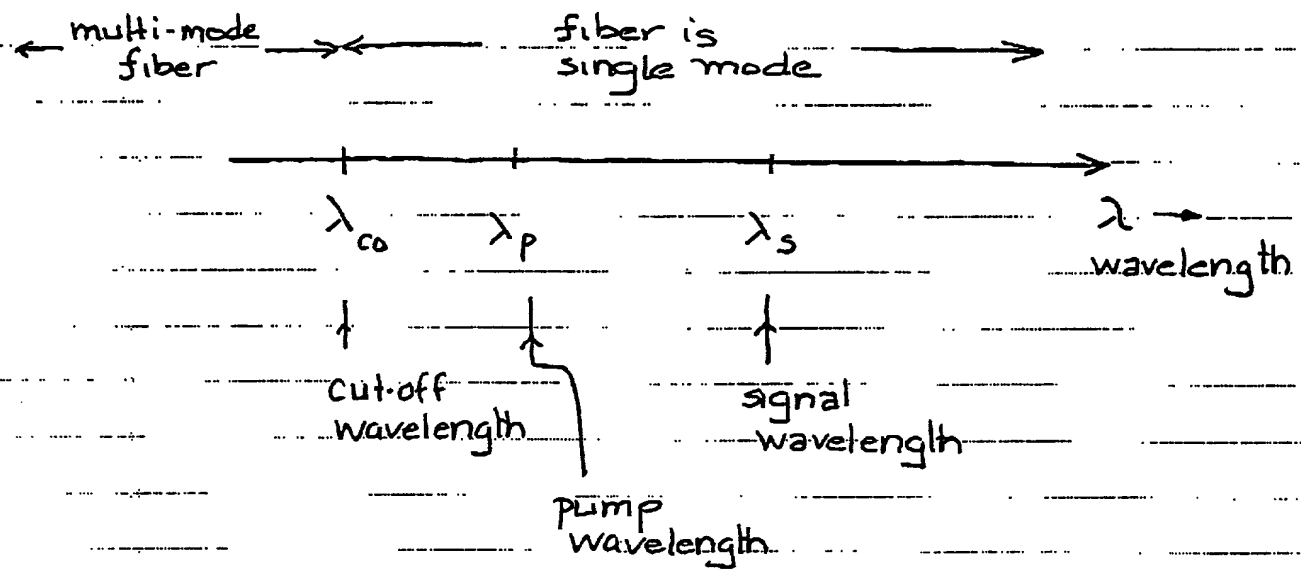 multi-mode
fiber
fiber is
single mode
λco
λp
λs
λ →
wavelength
cut-off
wavelength
signal
wavelength
pump
wavelength